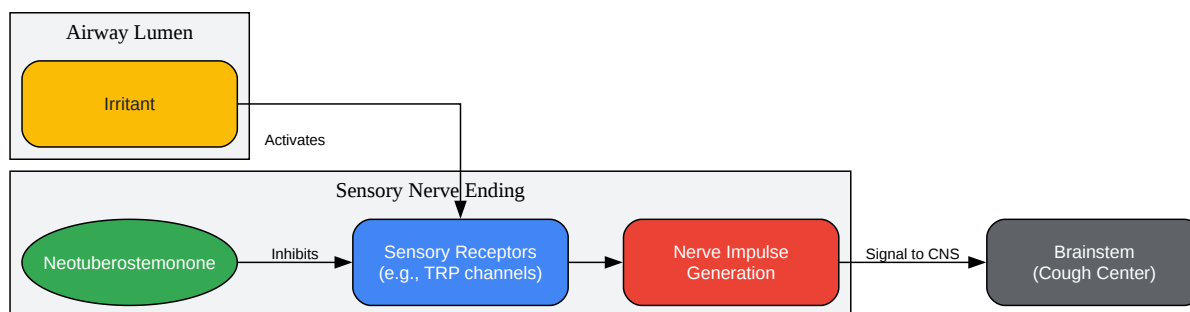 Airway Lumen
Irritant
Activates
Sensory Nerve Ending
Neotuberostemonone
Inhibits
Sensory Receptors
(e.g., TRP channels)
Nerve Impulse
Generation
Signal to CNS
Brainstem
(Cough Center)